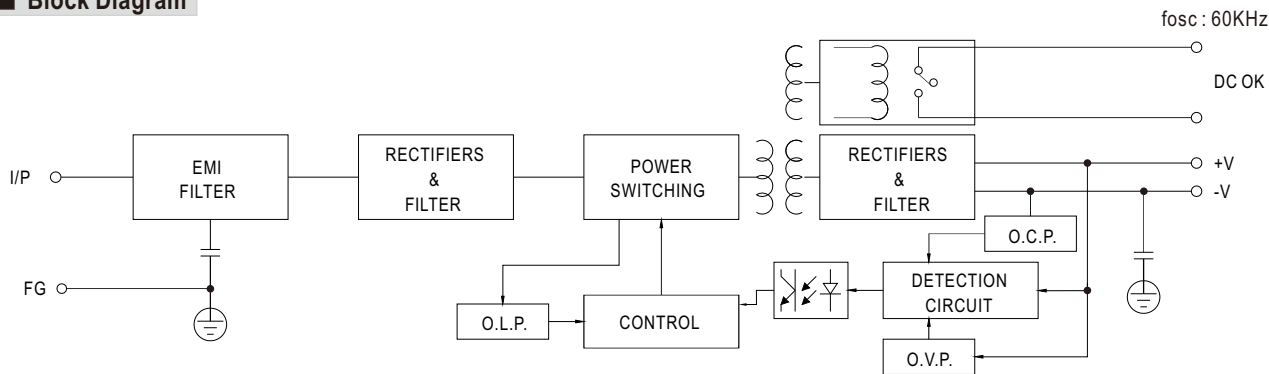 Block Diagram
fosc : 60KHz
DC OK
I/P
EMI
FILTER
RECTIFIERS
&
FILTER
POWER
SWITCHING
RECTIFIERS
&
FILTER
+V
-V
O.C.P.
FG
O.L.P.
CONTROL
DETECTION
CIRCUIT
O.V.P.